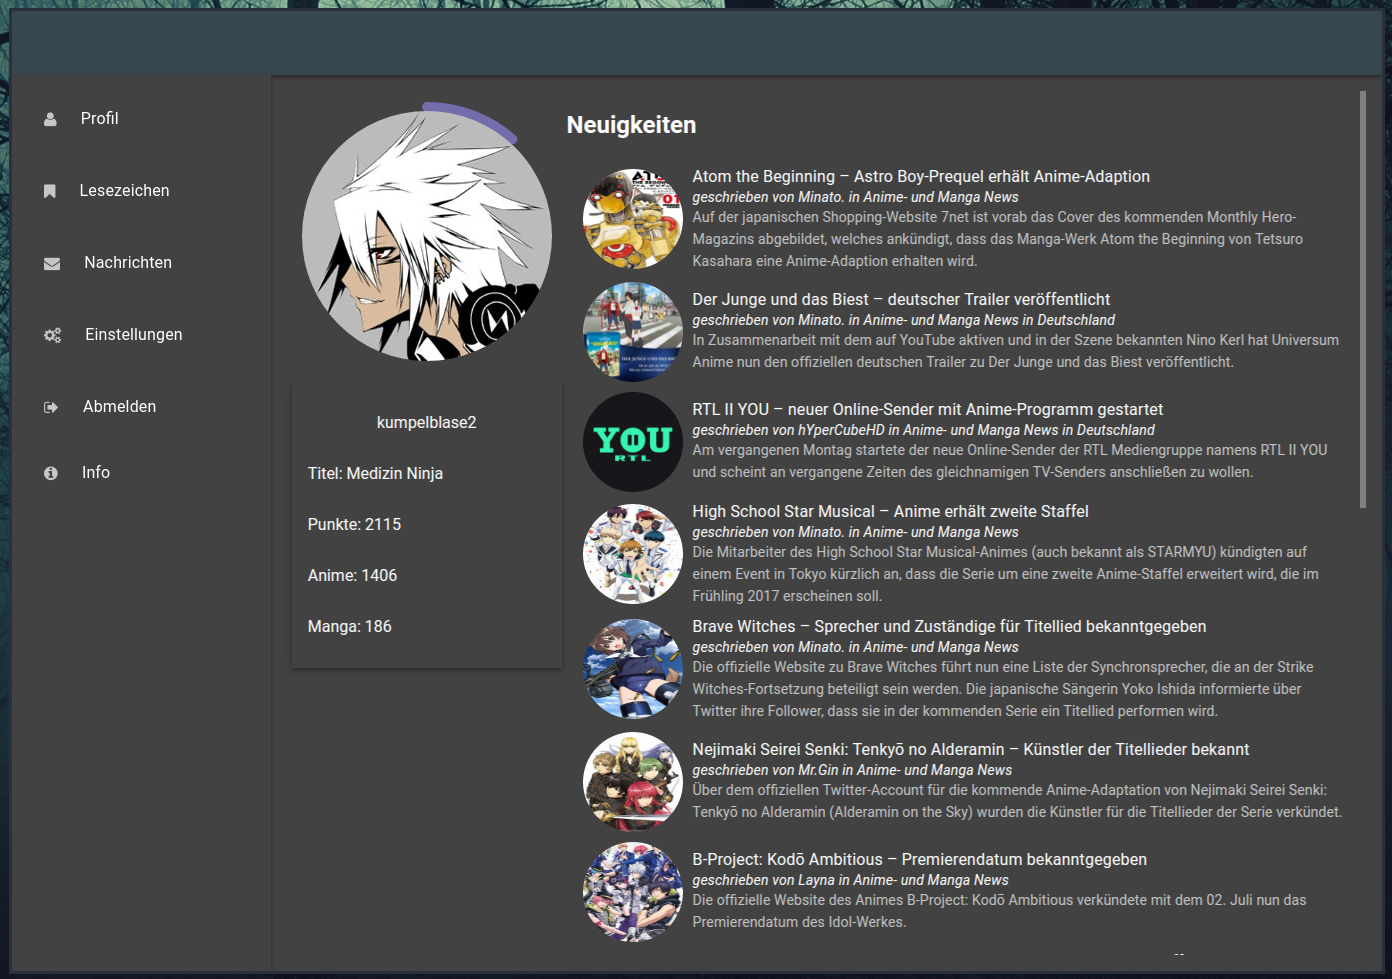 Profil
Lesezeichen
Nachrichten
Einstellungen
Abmelden
Info
kumpelblase2
Titel: Medizin Ninja
Punkte: 2115
Anime: 1406
Manga: 186
Neuigkeiten
Atom the Beginning – Astro Boy-Prequel erhält Anime-Adaption
geschrieben von Minato. in Anime- und Manga News
Auf der japanischen Shopping-Website 7net ist vorab das Cover des kommenden Monthly Hero-
Magazins abgebildet, welches ankündigt, dass das Manga-Werk Atom the Beginning von Tetsuro
Kasahara eine Anime-Adaption erhalten wird.
Der Junge und das Biest – deutscher Trailer veröffentlicht
geschrieben von Minato. in Anime- und Manga News in Deutschland
In Zusammenarbeit mit dem auf YouTube aktiven und in der Szene bekannten Nino Kerl hat Universum
Anime nun den offiziellen deutschen Trailer zu Der Junge und das Biest veröffentlicht.
YOU
RTL
RTL II YOU – neuer Online-Sender mit Anime-Programm gestartet
geschrieben von hYperCubeHD in Anime- und Manga News in Deutschland
Am vergangenen Montag startete der neue Online-Sender der RTL Mediengruppe namens RTL II YOU
und scheint an vergangene Zeiten des gleichnamigen TV-Senders anschließen zu wollen.
High School Star Musical – Anime erhält zweite Staffel
geschrieben von Minato. in Anime- und Manga News
Die Mitarbeiter des High School Star Musical-Animes (auch bekannt als STARMYU) kündigten auf
einem Event in Tokyo kürzlich an, dass die Serie um eine zweite Anime-Staffel erweitert wird, die im
Frühling 2017 erscheinen soll.
Brave Witches – Sprecher und Zuständige für Titellied bekanntgegeben
geschrieben von Minato. in Anime- und Manga News
Die offizielle Website zu Brave Witches führt nun eine Liste der Synchronsprecher, die an der Strike
Witches-Fortsetzung beteiligt sein werden. Die japanische Sängerin Yoko Ishida informierte über
Twitter ihre Follower, dass sie in der kommenden Serie ein Titellied performen wird.
Nejimaki Seirei Senki: Tenkyō no Alderamin – Künstler der Titellieder bekannt
geschrieben von Mr.Gin in Anime- und Manga News
Über dem offiziellen Twitter-Account für die kommende Anime-Adaptation von Nejimaki Seirei Senki:
Tenkyō no Alderamin (Alderamin on the Sky) wurden die Künstler für die Titellieder der Serie verkündet.
B-Project: Kodō Ambitious – Premierendatum bekanntgegeben
geschrieben von Layna in Anime- und Manga News
Die offizielle Website des Animes B-Project: Kodō Ambitious verkündete mit dem 02. Juli nun das
Premierendatum des Idol-Werkes.